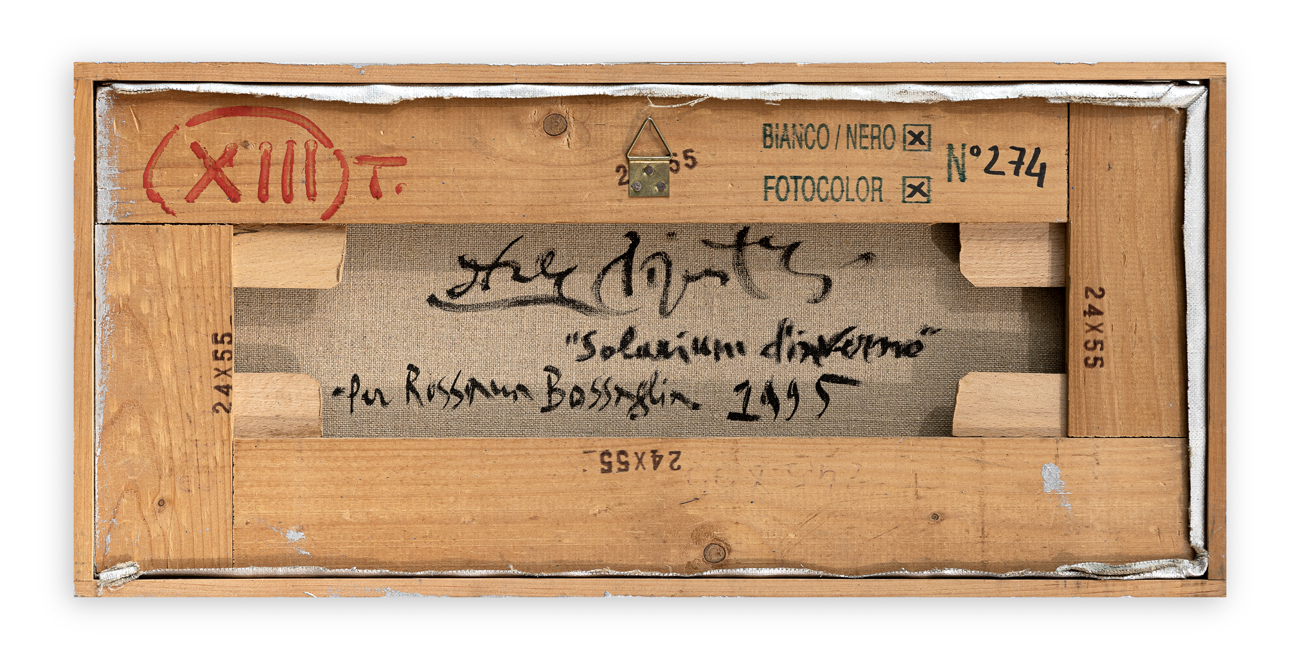 (XIII) T.
BIANCO / NERO
FOTOCOLOR
N° 274
"Solarium d'inverno"
-Per Rossana Bossaglia 1995
24X55
24X55
24X55